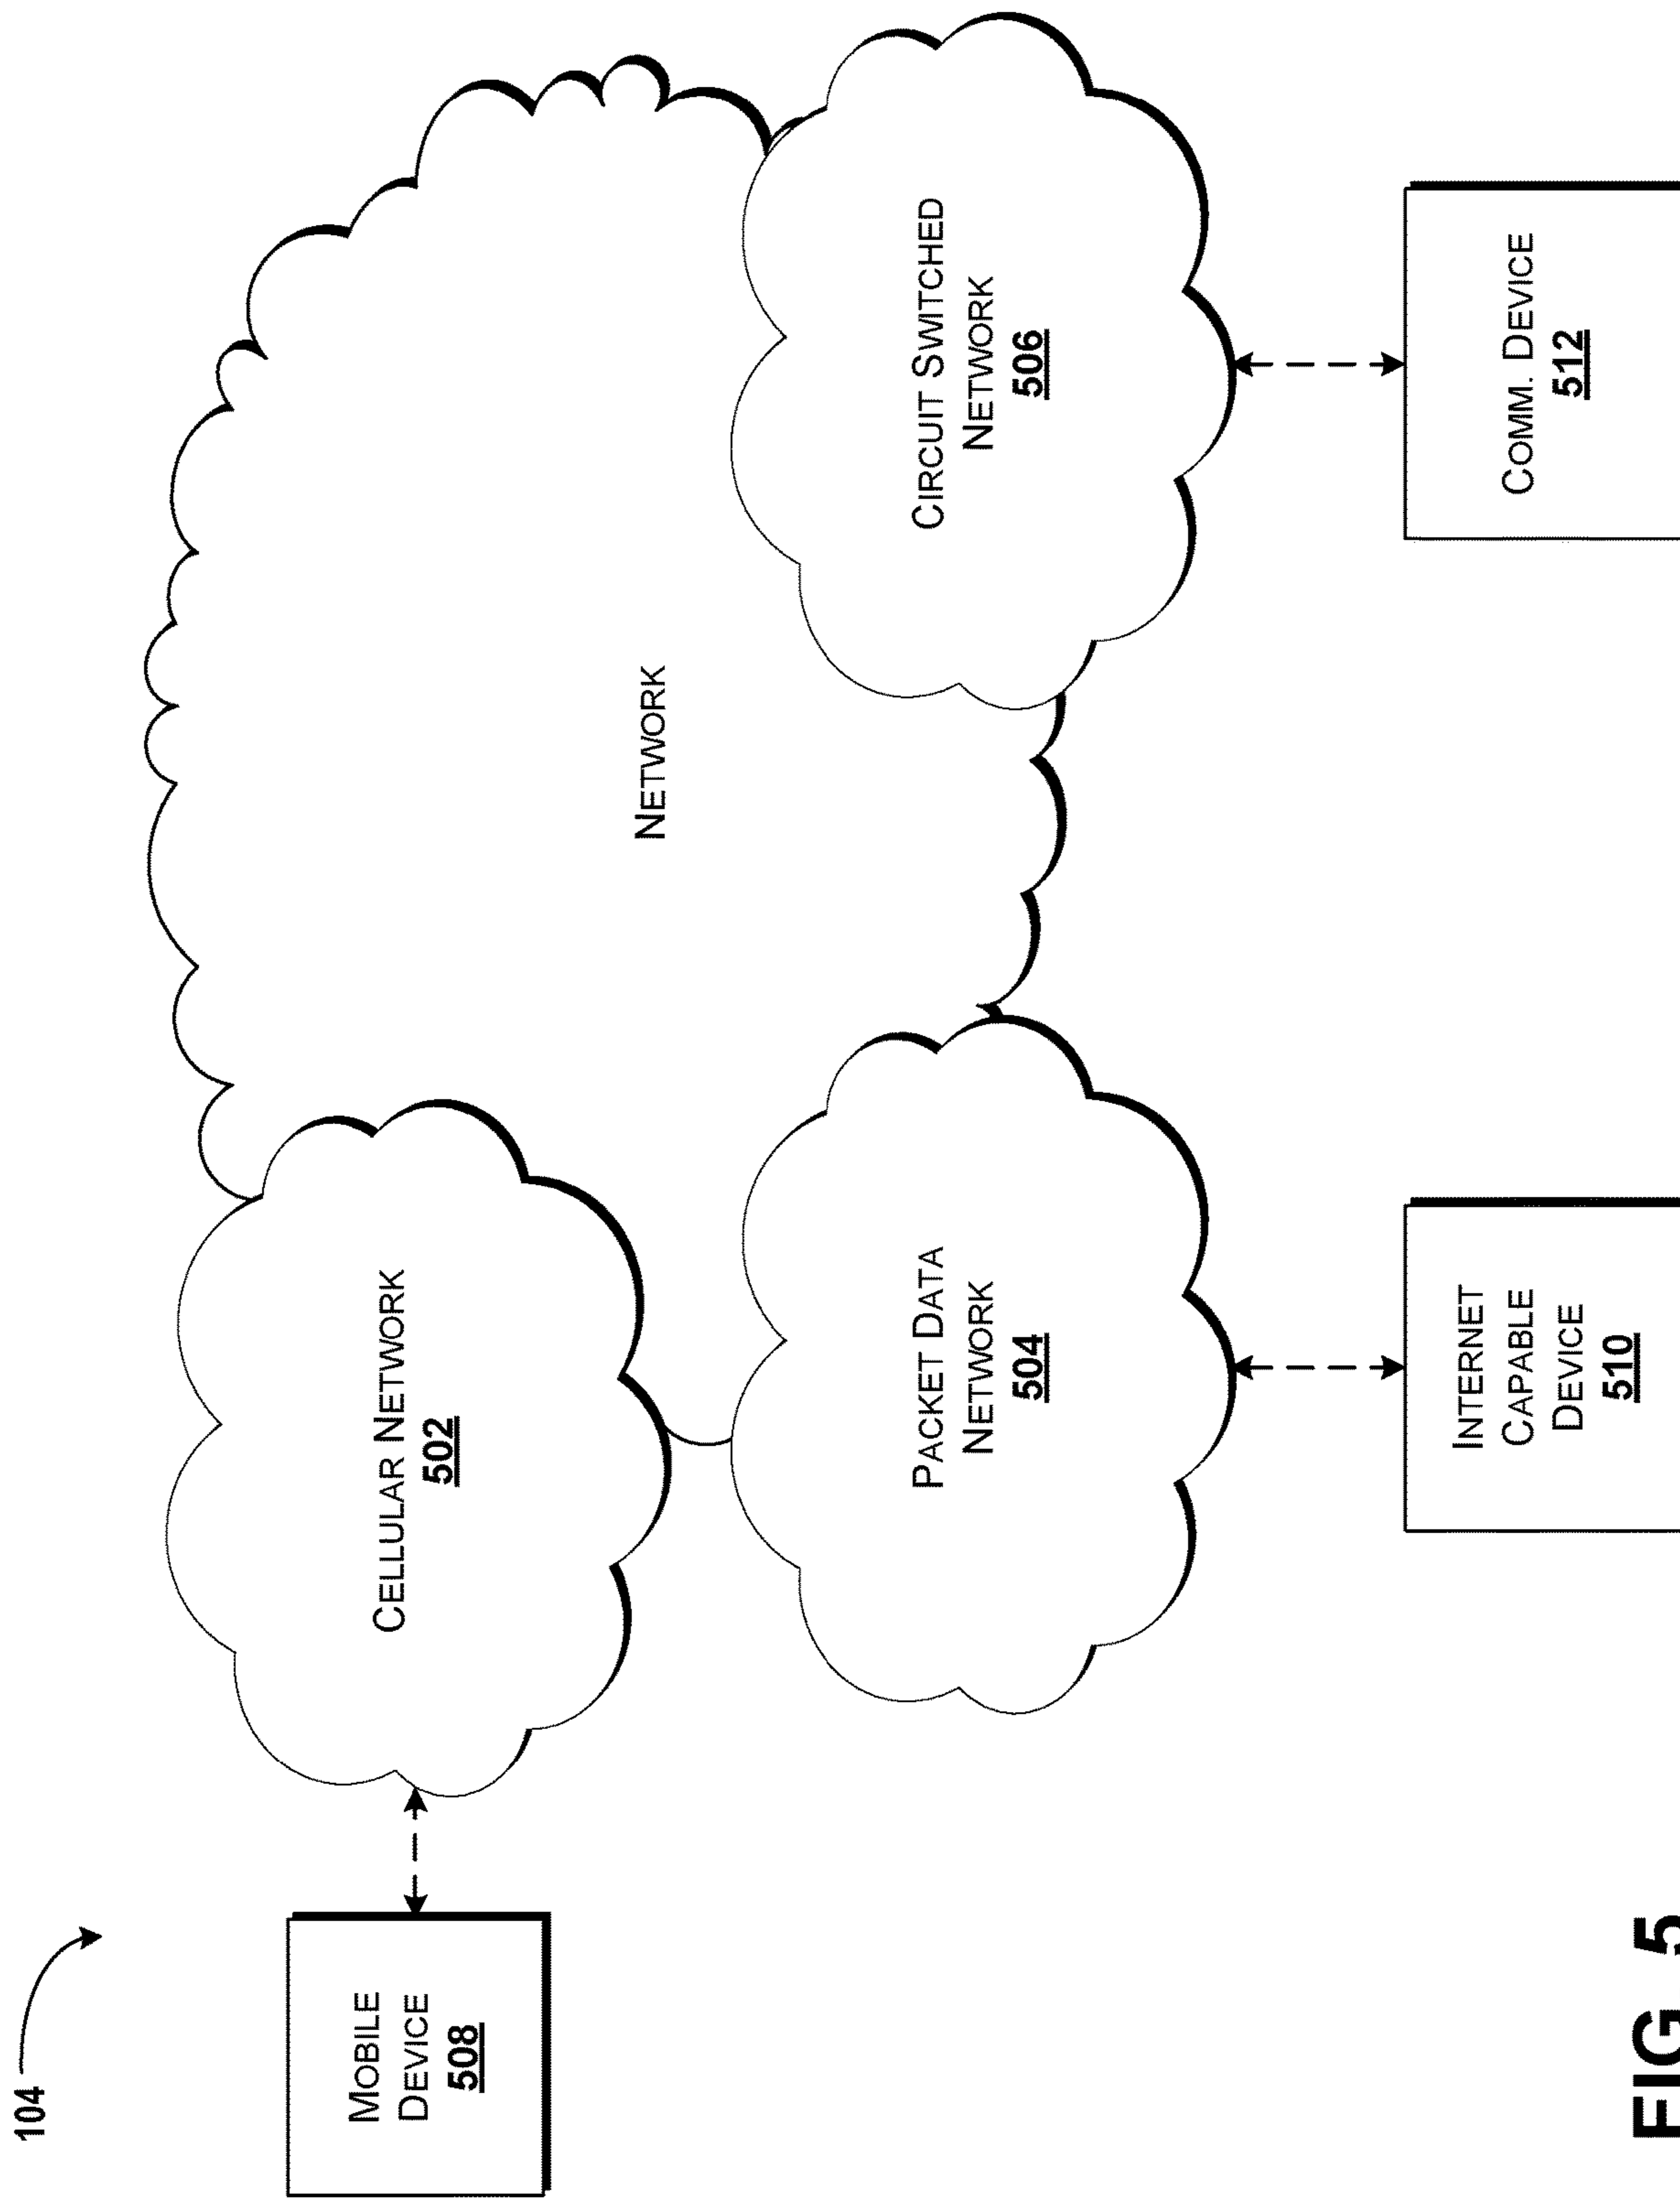 104
MOBILE
DEVICE
508
CELLULAR NETWORK
502
NETWORK
PACKET DATA
NETWORK
504
CIRCUIT SWITCHED
NETWORK
506
INTERNET
CAPABLE
DEVICE
510
COMM. DEVICE
512
FIG. 5